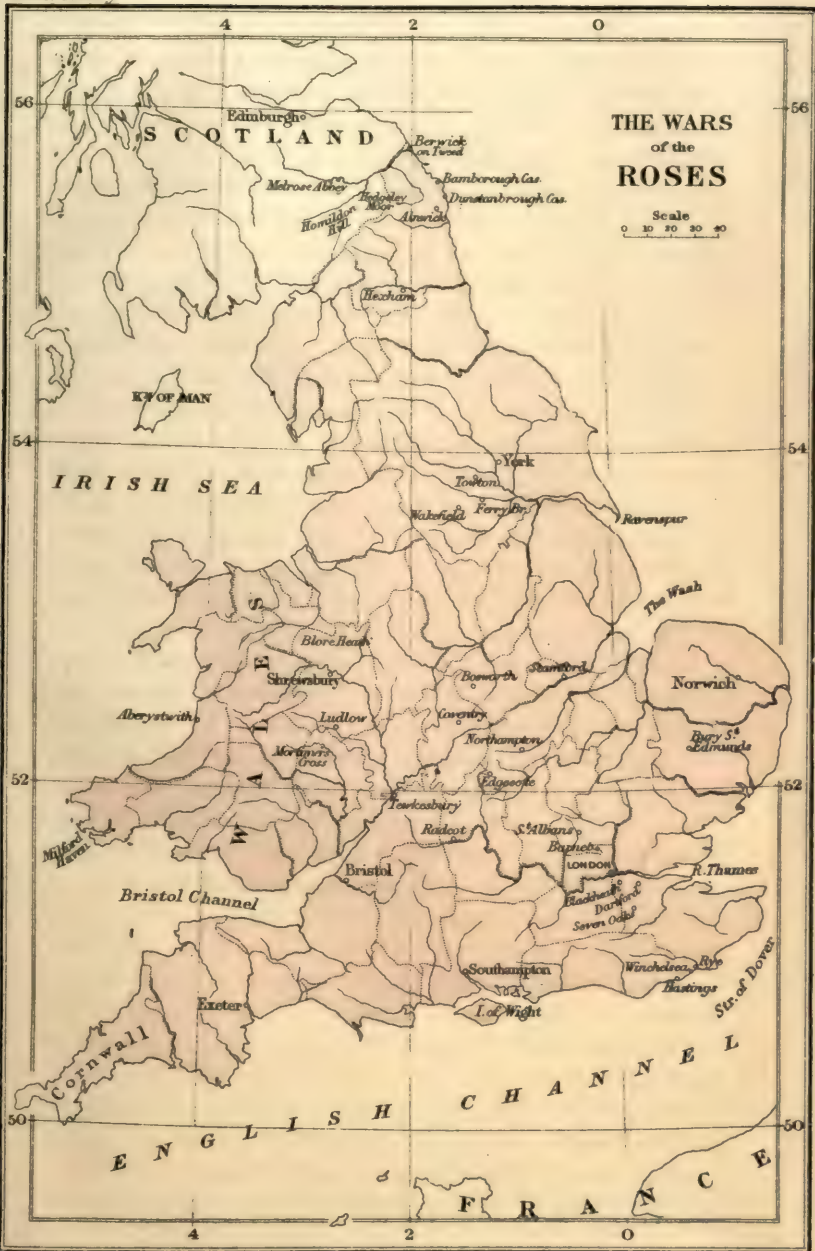 4 2 0
56 56
THE WARS
of the
ROSES
Scale
0 10 20 30 40
Edinburgh
SCOTLAND
Berwick
on Tweed
Melrose Abbey
Bamborough Cas.
Hedgeley
Moor
Dunstanbrough Cas.
Homildon
Hill
Alnwick
Hexham
OF MAN
54 54
IRISH SEA
York
Towton
Wakefield
Ferry Br.
Ravenspur
The Wash
WALES
Blore Heath
Shrewsbury
Bosworth
Stamford
Norwich
Aberystwith
Ludlow
Coventry
Northampton
Bury St.
Edmunds
Mortimers
Cross
52 52
Edgecote
Tewkesbury
Milford
Haven
Radcot
St. Albans
Barnet
LONDON
R. Thames
Bristol
Blackheath
Dartford
Seven Oaks
Bristol Channel
Southampton
Winchelsea
Rye
Hastings
Str. of Dover
Exeter
I. of Wight
Cornwall
ENGLISH CHANNEL
50 50
FRANCE
4 2 0